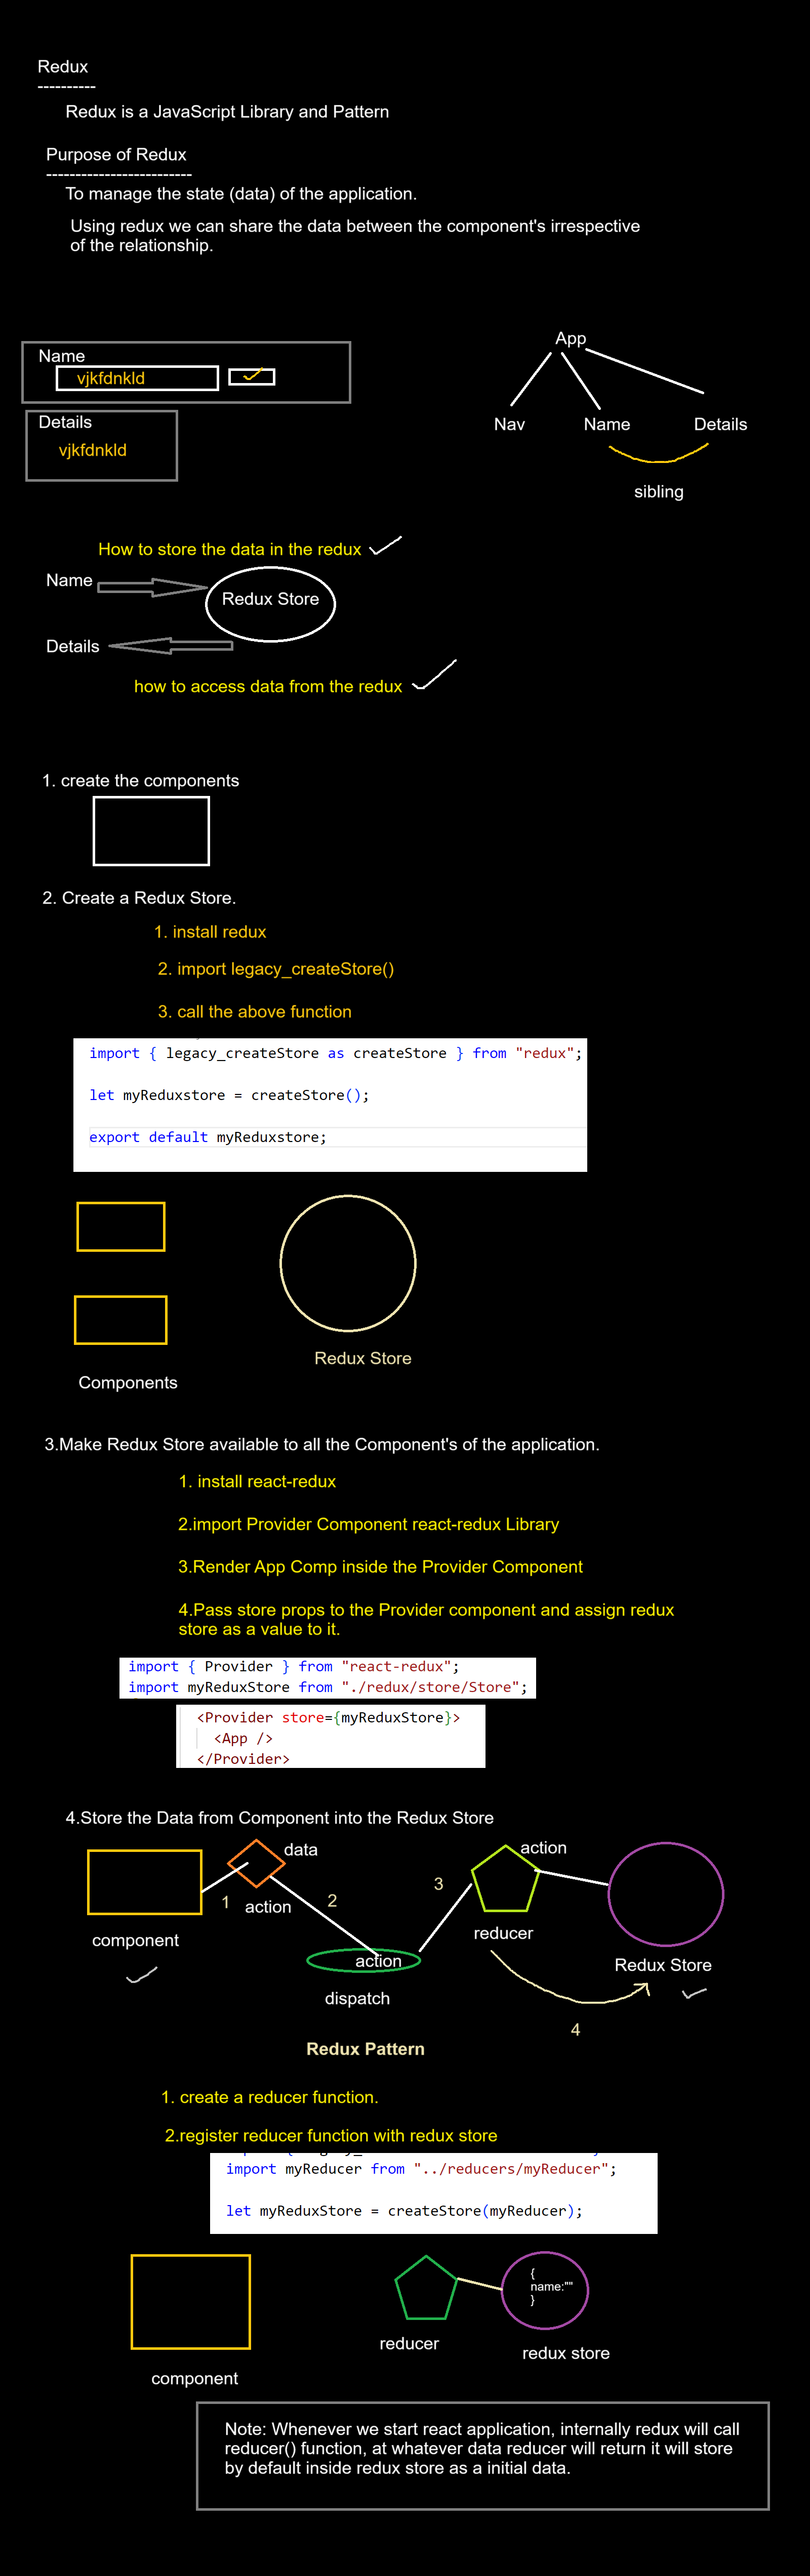 Redux
----------
Redux is a JavaScript Library and Pattern
Purpose of Redux
-------------------------
To manage the state (data) of the application.
Using redux we can share the data between the component's irrespective
of the relationship.
Name
vjkfdnkld
Details
vjkfdnkld
App
Nav
Name
Details
sibling
How to store the data in the redux
Name
Redux Store
Details
how to access data from the redux
1. create the components
2. Create a Redux Store.
1. install redux
2. import legacy_createStore()
3. call the above function
import { legacy_createStore as createStore } from "redux";
let myReduxstore = createStore();
export default myReduxstore;
Redux Store
Components
3.Make Redux Store available to all the Component's of the application.
1. install react-redux
2.import Provider Component react-redux Library
3.Render App Comp inside the Provider Component
4.Pass store props to the Provider component and assign redux
store as a value to it.
import { Provider } from "react-redux";
import myReduxStore from "./redux/store/Store";
<Provider store={myReduxStore}>
<App />
</Provider>
4.Store the Data from Component into the Redux Store
data
action
1
action
2
3
component
reducer
action
Redux Store
dispatch
4
Redux Pattern
1. create a reducer function.
2.register reducer function with redux store
import myReducer from "../reducers/myReducer";
let myReduxStore = createStore(myReducer);
{
name:""
}
reducer
redux store
component
Note: Whenever we start react application, internally redux will call
reducer() function, at whatever data reducer will return it will store
by default inside redux store as a initial data.